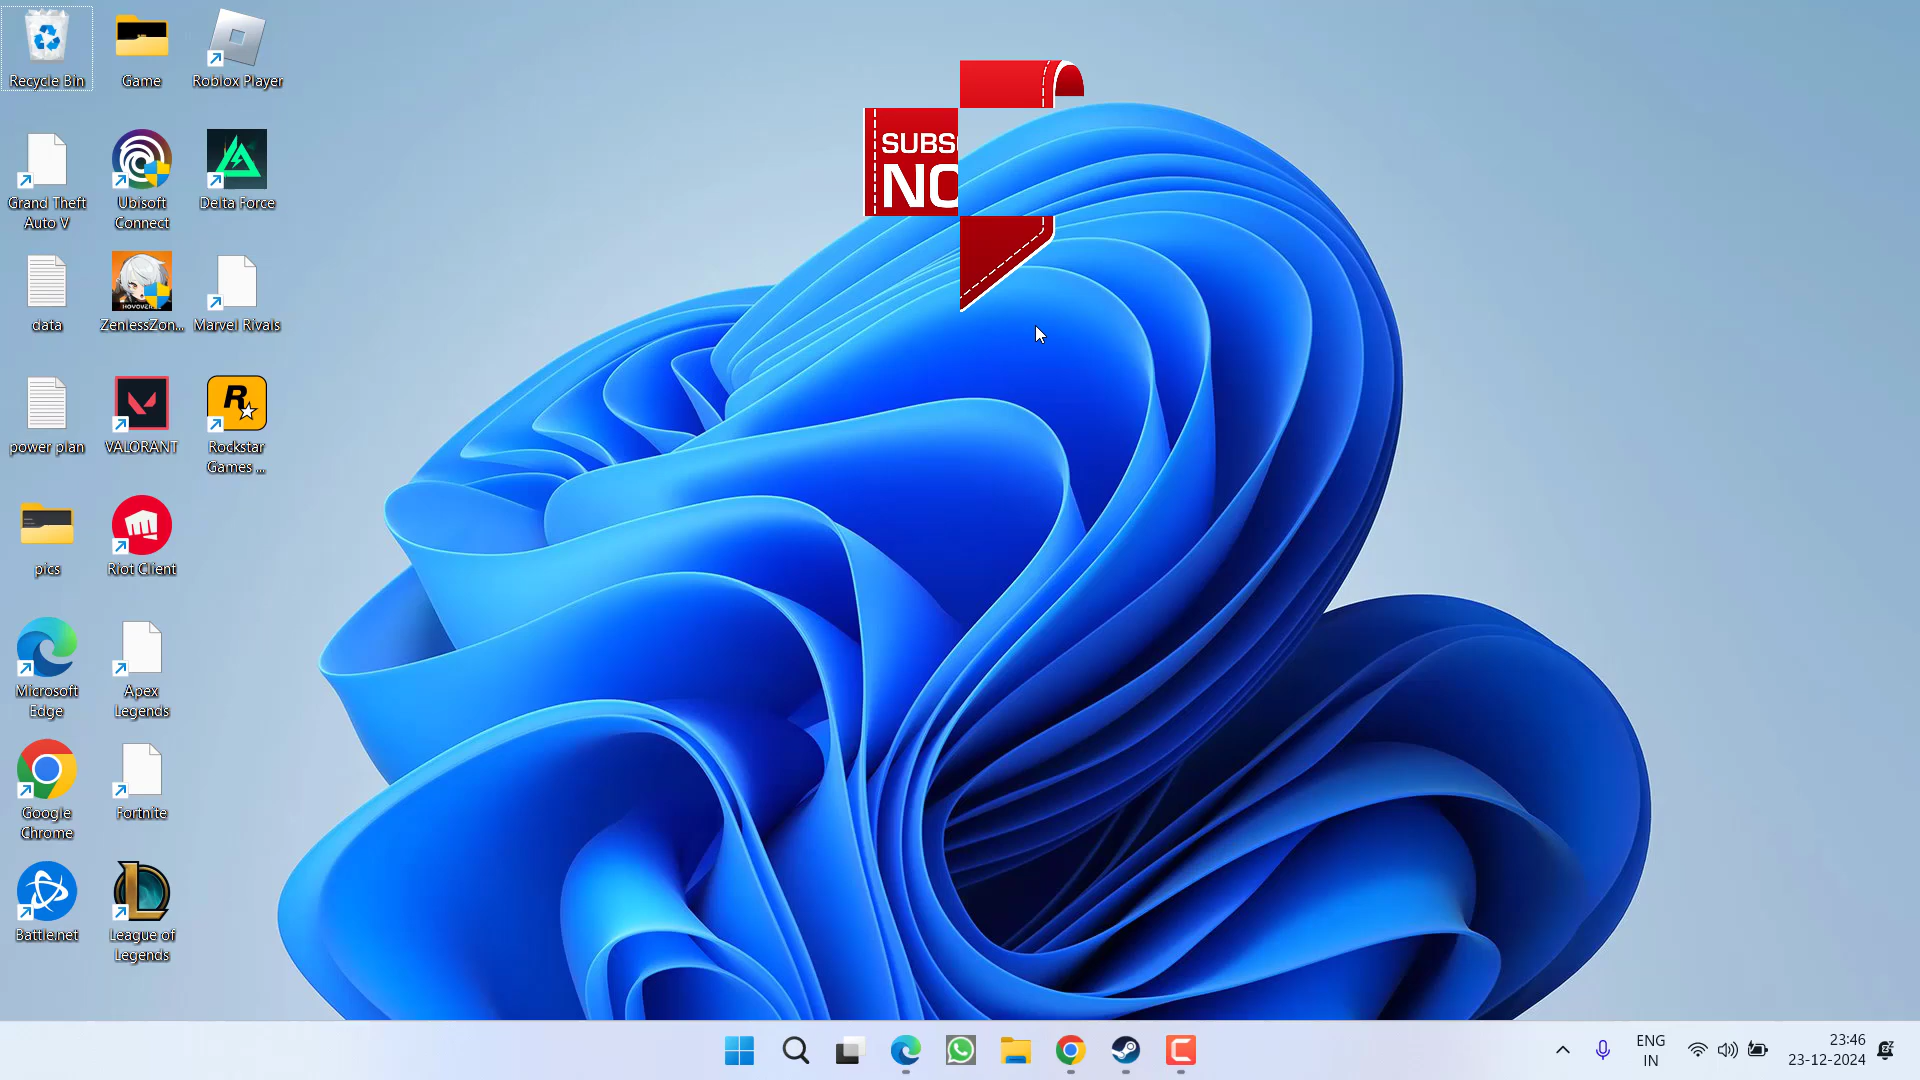 Recycle Bin
Game
Roblox Player
SUBS
NO
Grand Theft
Auto V
Ubisoft
Connect
Delta Force
data
ZenlessZon...
Marvel Rivals
power plan
VALORANT
R
Rockstar
Games ...
pics
Riot Client
Microsoft
Edge
Apex
Legends
Google
Chrome
Fortnite
Battle.net
League of
Legends
ENG
IN
23:46
23-12-2024